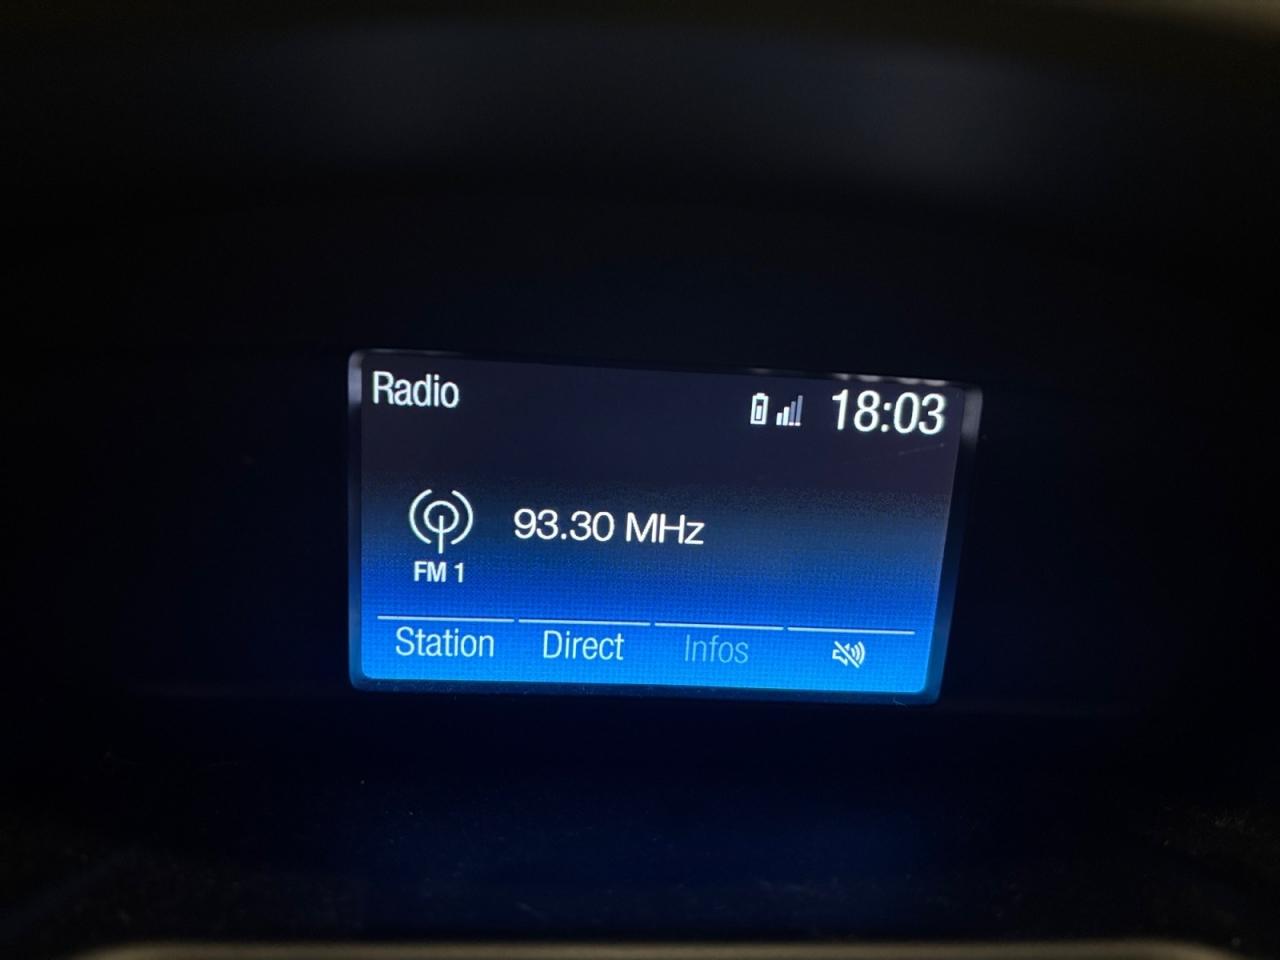 Radio
18:03
93.30 MHz
FM 1
Station Direct Infos